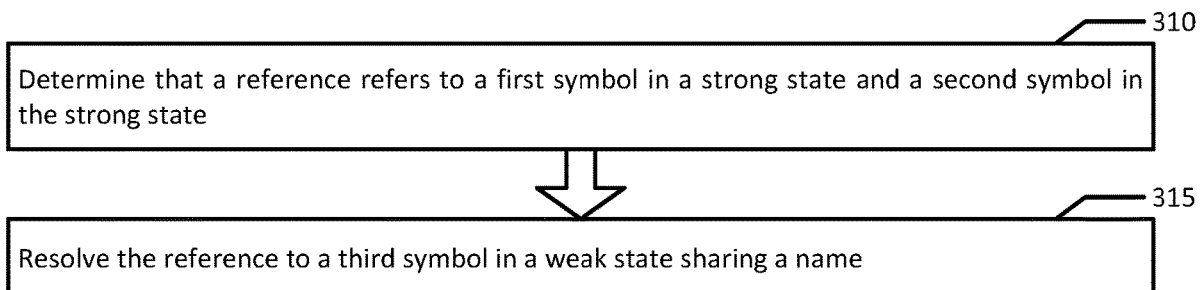 310
Determine that a reference refers to a first symbol in a strong state and a second symbol in
the strong state
315
Resolve the reference to a third symbol in a weak state sharing a name